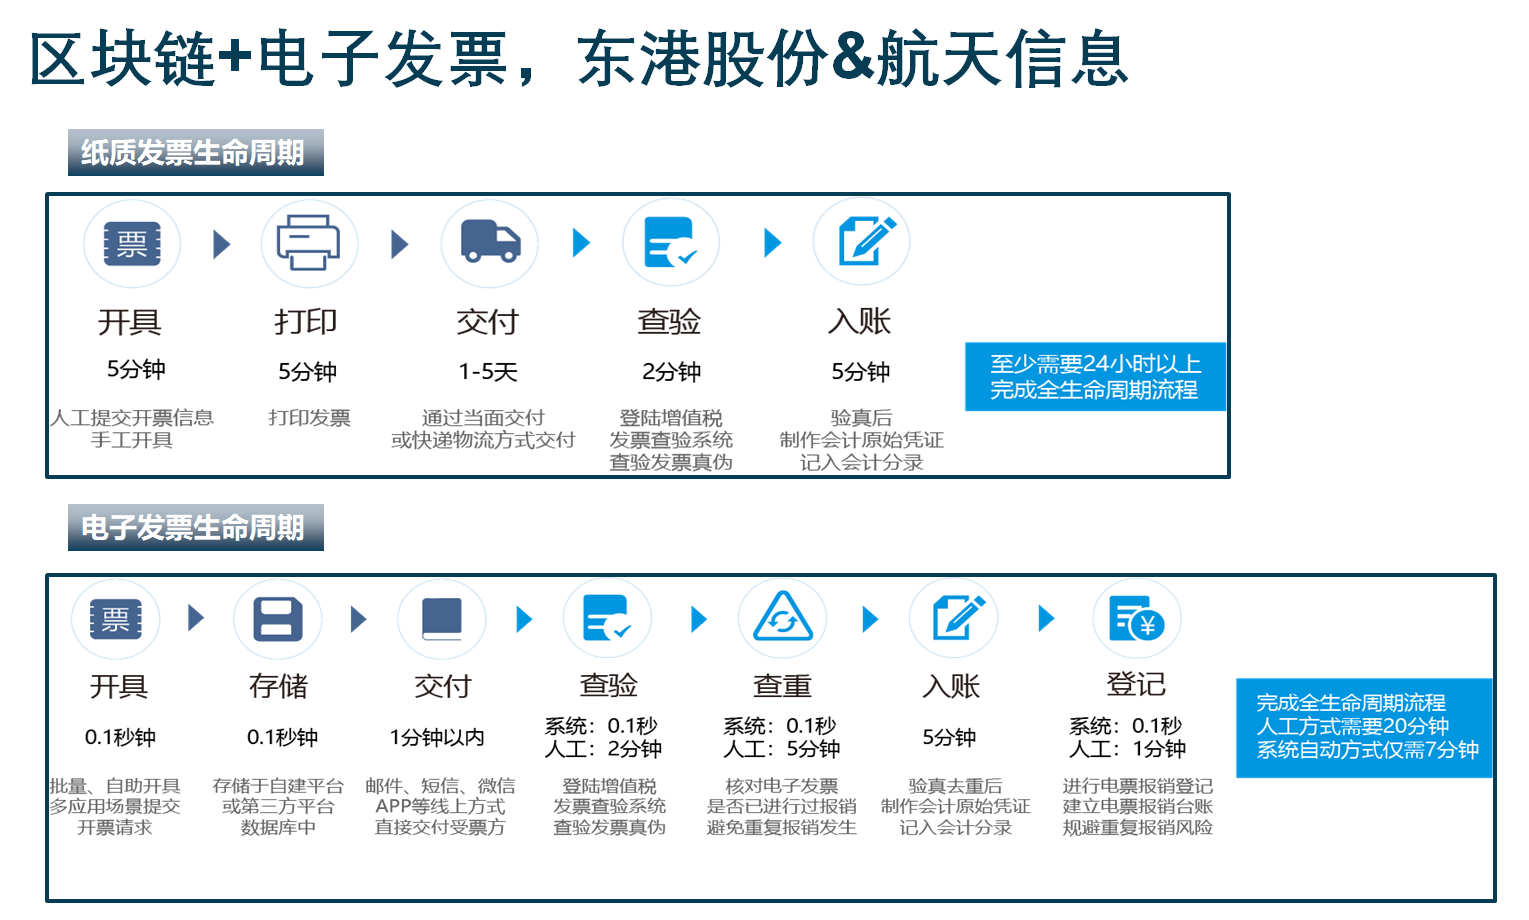 区块链+电子发票，东港股份&航天信息
纸质发票生命周期
票
开具
5分钟
人工提交开票信息
手工开具
打印
5分钟
打印发票
交付
1-5天
通过当面交付
或快递物流方式交付
查验
2分钟
登陆增值税
发票查验系统
查验发票真伪
入账
5分钟
验真后
制作会计原始凭证
记入会计分录
至少需要24小时以上
完成全生命周期流程
电子发票生命周期
票
开具
0.1秒钟
批量、自助开具
多应用场景提交
开票请求
存储
0.1秒钟
存储于自建平台
或第三方平台
数据库中
交付
1分钟以内
邮件、短信、微信
APP等线上方式
直接交付受票方
查验
系统：0.1秒
人工：2分钟
登陆增值税
发票查验系统
查验发票真伪
查重
系统：0.1秒
人工：5分钟
核对电子发票
是否已进行过报销
避免重复报销发生
入账
5分钟
验真去重后
制作会计原始凭证
记入会计分录
¥
登记
系统：0.1秒
人工：1分钟
进行电票报销登记
建立电票报销台账
规避重复报销风险
完成全生命周期流程
人工方式需要20分钟
系统自动方式仅需7分钟